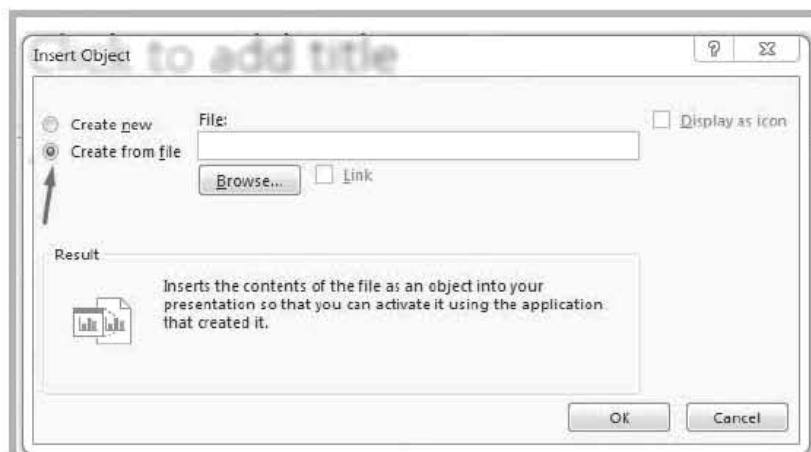 Click to add title
Insert Object
Create new
File:
Display as icon
Create from file
Browse...
Link
Result
Inserts the contents of the file as an object into your
presentation so that you can activate it using the application
that created it.
OK
Cancel